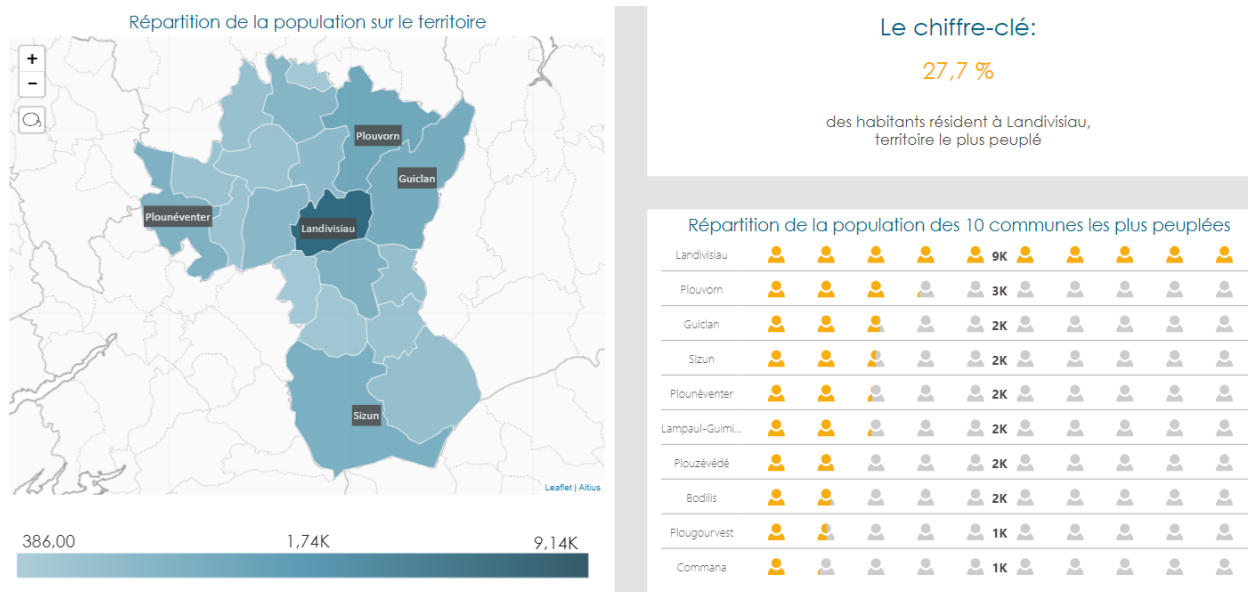 Répartition de la population sur le territoire
+
−
Plouvorn
Guiclan
Plounéventer
Landivisiau
Sizun
Leaflet | Altius
386,00 1,74K 9,14K
Le chiffre-clé:
27,7 %
des habitants résident à Landivisiau,
territoire le plus peuplé
Répartition de la population des 10 communes les plus peuplées
Landivisiau 9K
Plouvorn 3K
Guiclan 2K
Sizun 2K
Plounéventer 2K
Lampaul-Guimi... 2K
Plouzévédé 2K
Bodilis 2K
Plougourvest 1K
Commana 1K